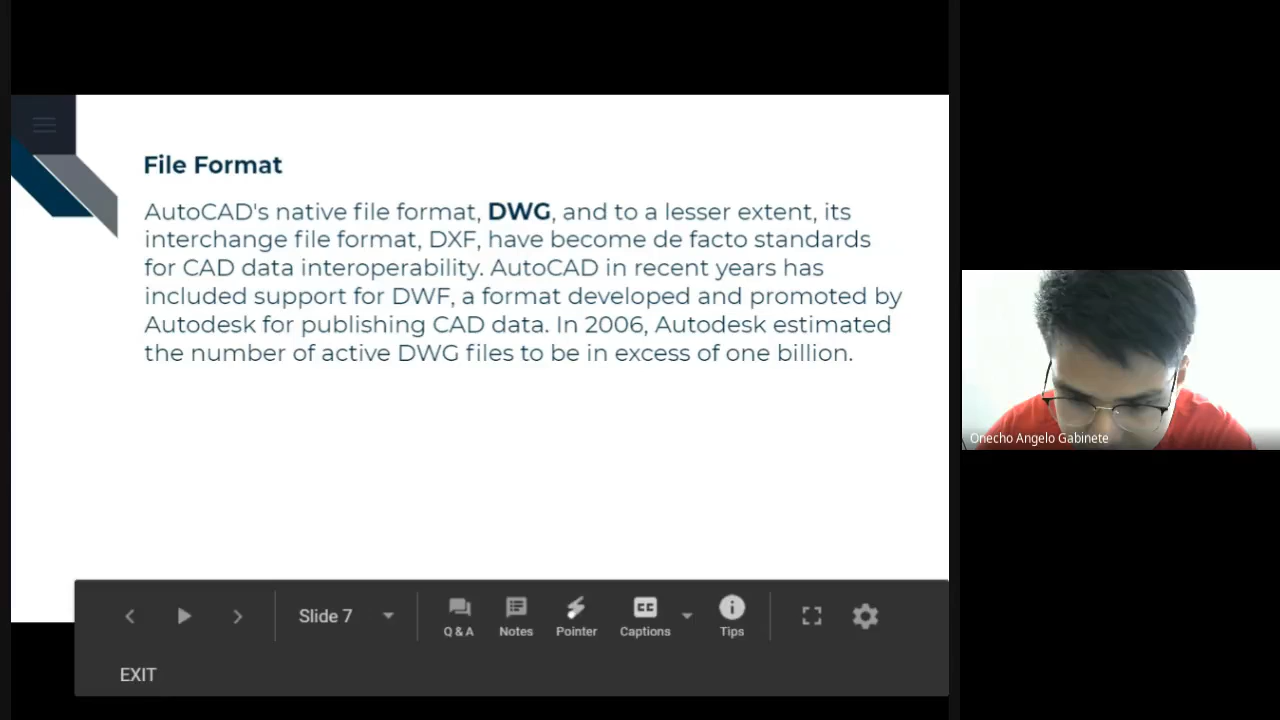 File Format
AutoCAD's native file format, DWG, and to a lesser extent, its
interchange file format, DXF, have become de facto standards
for CAD data interoperability. AutoCAD in recent years has
included support for DWF, a format developed and promoted by
Autodesk for publishing CAD data. In 2006, Autodesk estimated
the number of active DWG files to be in excess of one billion.
Onecho Angelo Gabinete
Slide 7
Q & A
Notes
Pointer
CC
Captions
Tips
EXIT